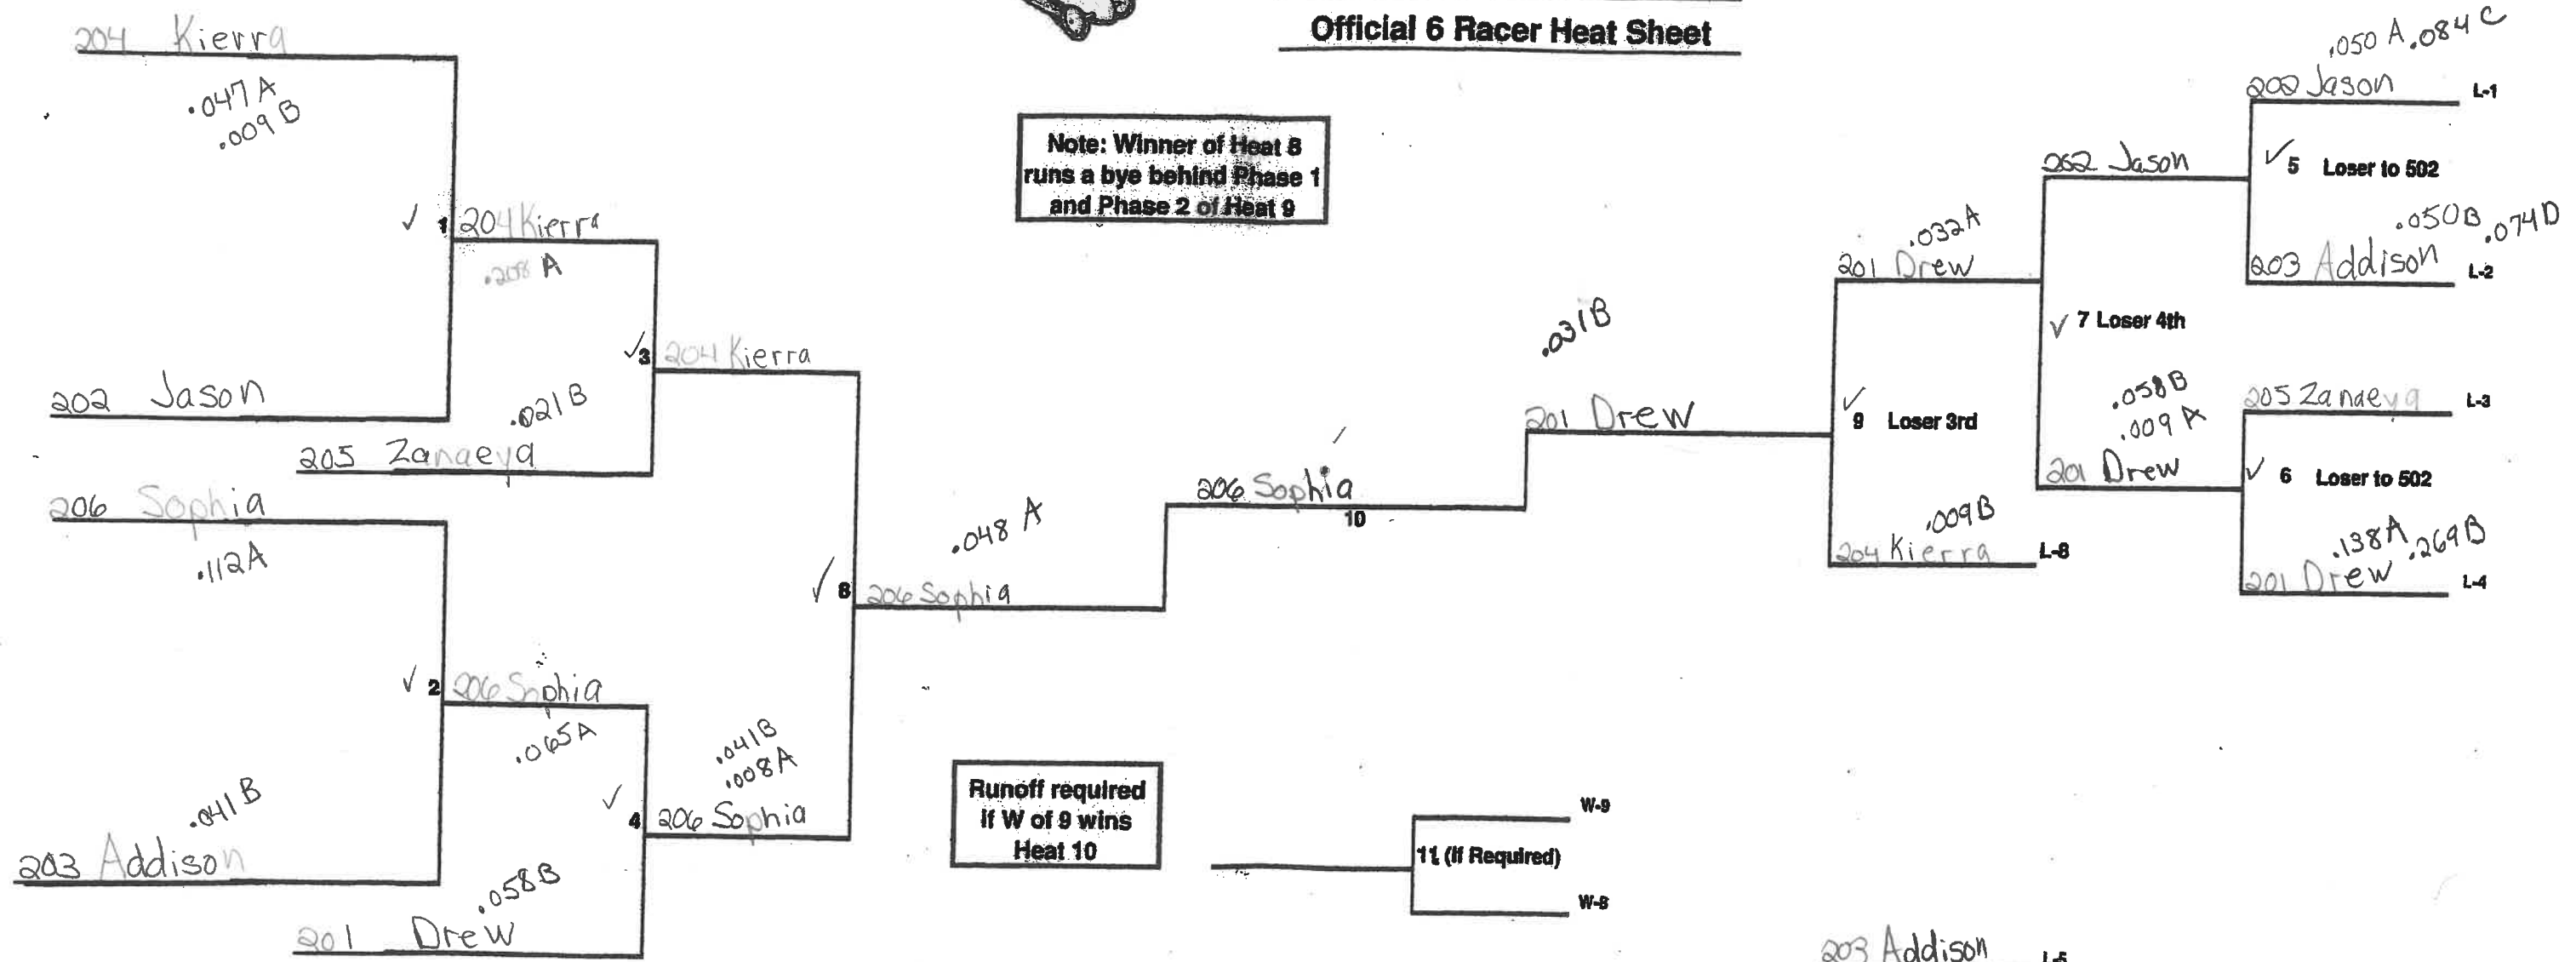 Official 6 Racer Heat Sheet
204 Kierra
.047 A
.009 B
✓ 1 204 Kierra
.208 A
202 Jason
.021 B
205 Zanaeya
✓ 3 204 Kierra
206 Sophia
.112 A
✓ 2 206 Sophia
.065 A
.041 B
203 Addison
.058 B
201 Drew
✓ 4 206 Sophia
.041 B
.008 A
✓ 8 206 Sophia
.048 A
Note: Winner of Heat 8
runs a bye behind Phase 1
and Phase 2 of Heat 9
206 Sophia
10
.031 B
201 Drew
Runoff required
if W of 9 wins
Heat 10
W-9
11 (If Required)
W-8
.032 A
201 Drew
✓ 9 Loser 3rd
.009 B
204 Kierra L-8
202 Jason
✓ 7 Loser 4th
.058 B
.009 A
201 Drew
.050 A .084 C
202 Jason L-1
✓ 5 Loser to 502
.050 B .074 D
203 Addison L-2
205 Zanaeya L-3
✓ 6 Loser to 502
.138 A .269 B
201 Drew L-4
203 Addison L-5